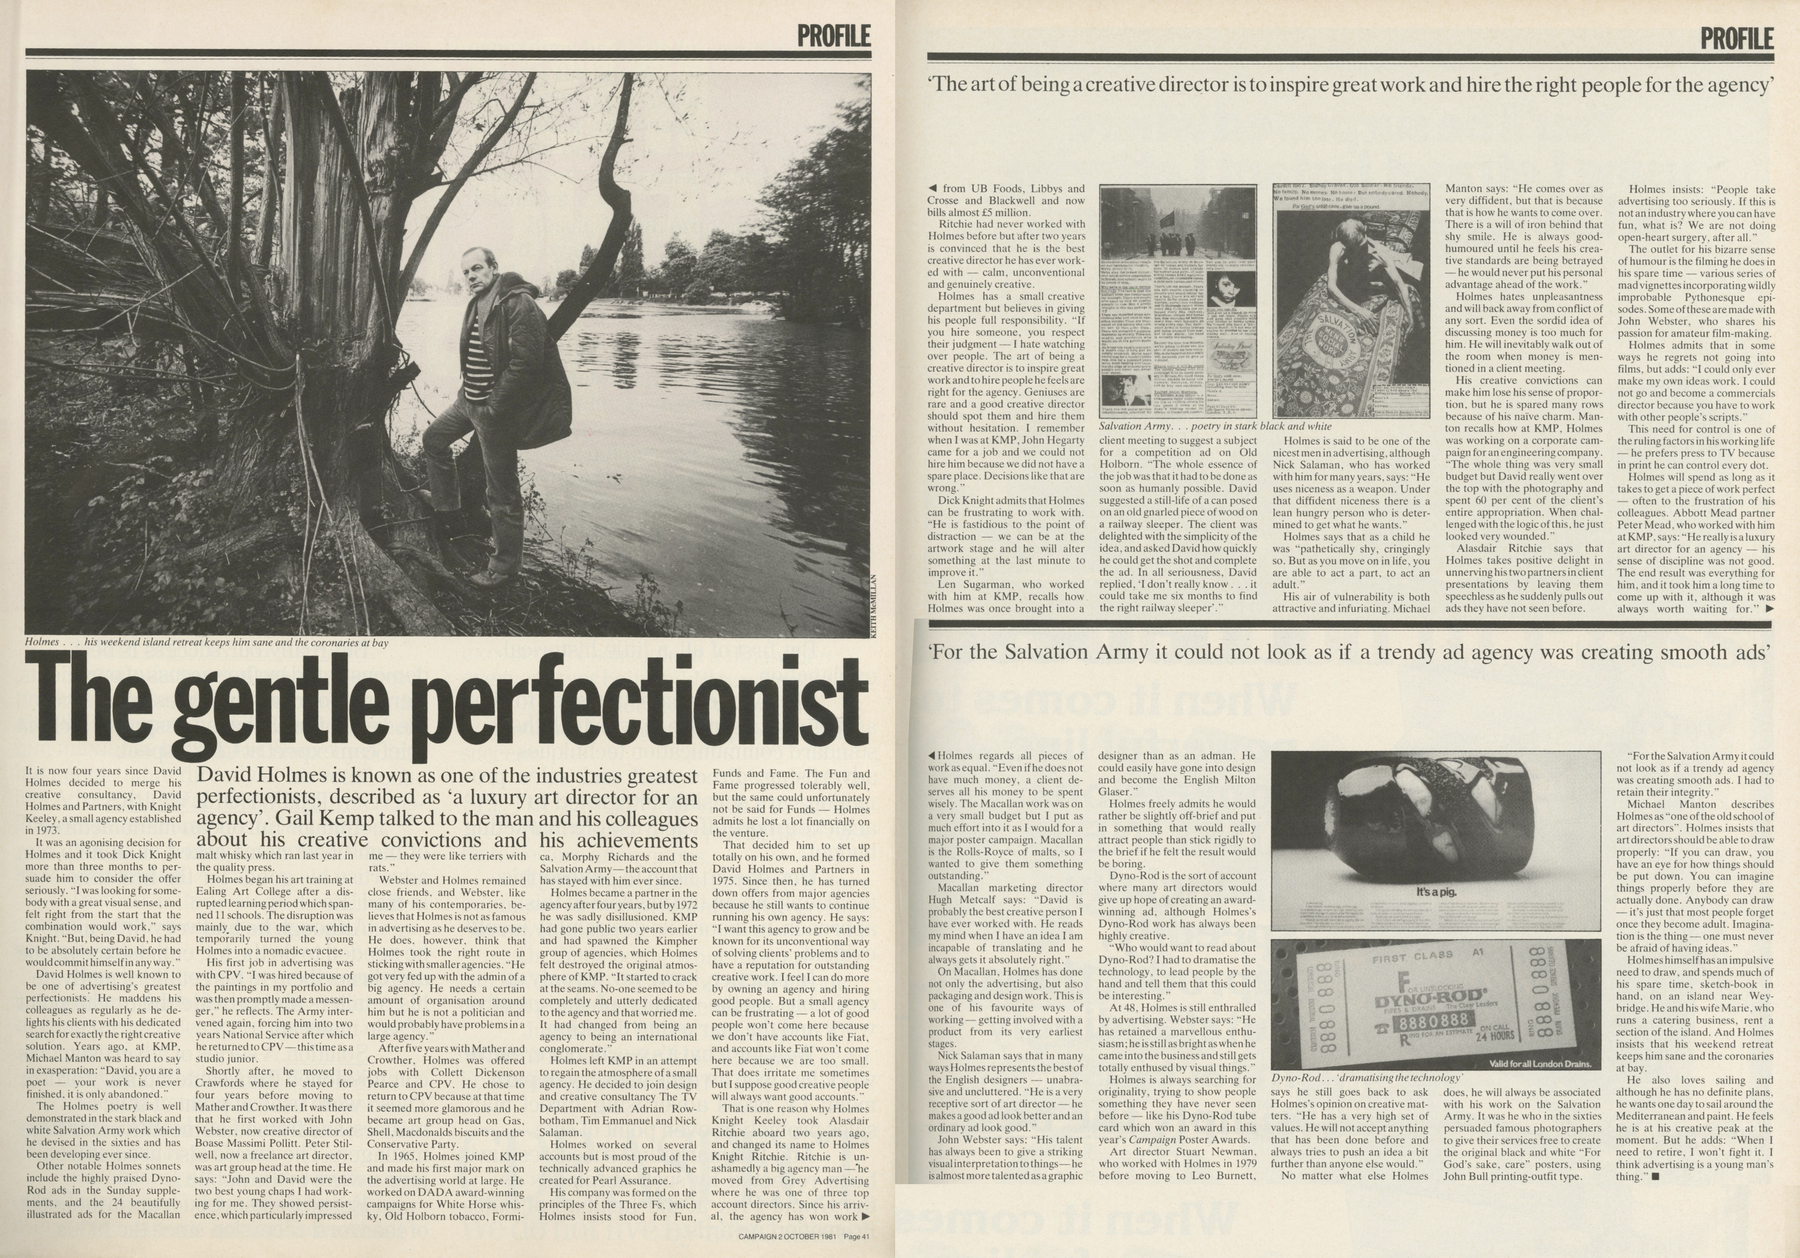 PROFILE
KEITH McMILLAN
Holmes . . . his weekend island retreat keeps him sane and the coronaries at bay
The gentle perfectionist
David Holmes is known as one of the industries greatest
perfectionists, described as ‘a luxury art director for an
agency’. Gail Kemp talked to the man and his colleagues
about his creative convictions and his achievements
It is now four years since David
Holmes decided to merge his
creative consultancy, David
Holmes and Partners, with Knight
Keeley, a small agency established
in 1973.
It was an agonising decision for
Holmes and it took Dick Knight
more than three months to per-
suade him to consider the offer
seriously. “I was looking for some-
body with a great visual sense, and
felt right from the start that the
combination would work,” says
Knight. “But, being David, he had
to be absolutely certain before he
would commit himself in any way.”
David Holmes is well known to
be one of advertising’s greatest
perfectionists. He maddens his
colleagues as regularly as he de-
lights his clients with his dedicated
search for exactly the right creative
solution. Years ago, at KMP,
Michael Manton was heard to say
in exasperation: “David, you are a
poet — your work is never
finished, it is only abandoned.”
The Holmes poetry is well
demonstrated in the stark black and
white Salvation Army work which
he devised in the sixties and has
been developing ever since.
Other notable Holmes sonnets
include the highly praised Dyno-
Rod ads in the Sunday supple-
ments, and the 24 beautifully
illustrated ads for the Macallan
malt whisky which ran last year in
the quality press.
Holmes began his art training at
Ealing Art College after a dis-
rupted learning period which span-
ned 11 schools. The disruption was
mainly due to the war, which
temporarily turned the young
Holmes into a nomadic evacuee.
His first job in advertising was
with CPV. “I was hired because of
the paintings in my portfolio and
was then promptly made a messen-
ger,” he reflects. The Army inter-
vened again, forcing him into two
years National Service after which
he returned to CPV — this time as a
studio junior.
Shortly after, he moved to
Crawfords where he stayed for
four years before moving to
Mather and Crowther. It was there
that he first worked with John
Webster, now creative director of
Boase Massimi Pollitt. Peter Stil-
well, now a freelance art director,
was art group head at the time. He
says: “John and David were the
two best young chaps I had work-
ing for me. They showed persist-
ence, which particularly impressed
me — they were like terriers with
rats.”
Webster and Holmes remained
close friends, and Webster, like
many of his contemporaries, be-
lieves that Holmes is not as famous
in advertising as he deserves to be.
He does, however, think that
Holmes took the right route in
sticking with smaller agencies. “He
got very fed up with the admin of a
big agency. He needs a certain
amount of organisation around
him but he is not a politician and
would probably have problems in a
large agency.”
After five years with Mather and
Crowther, Holmes was offered
jobs with Collett Dickenson
Pearce and CPV. He chose to
return to CPV because at that time
it seemed more glamorous and he
became art group head on Gas,
Shell, Macdonalds biscuits and the
Conservative Party.
In 1965, Holmes joined KMP
and made his first major mark on
the advertising world at large. He
worked on DADA award-winning
campaigns for White Horse whis-
ky, Old Holborn tobacco, Formi-
ca, Morphy Richards and the
Salvation Army — the account that
has stayed with him ever since.
Holmes became a partner in the
agency after four years, but by 1972
he was sadly disillusioned. KMP
had gone public two years earlier
and had spawned the Kimpher
group of agencies, which Holmes
felt destroyed the original atmos-
phere of KMP. “It started to crack
at the seams. No-one seemed to be
completely and utterly dedicated
to the agency and that worried me.
It had changed from being an
agency to being an international
conglomerate.”
Holmes left KMP in an attempt
to regain the atmosphere of a small
agency. He decided to join design
and creative consultancy The TV
Department with Adrian Row-
botham, Tim Emmanuel and Nick
Salaman.
Holmes worked on several
accounts but is most proud of the
technically advanced graphics he
created for Pearl Assurance.
His company was formed on the
principles of the Three Fs, which
Holmes insists stood for Fun,
Funds and Fame. The Fun and
Fame progressed tolerably well,
but the same could unfortunately
not be said for Funds — Holmes
admits he lost a lot financially on
the venture.
That decided him to set up
totally on his own, and he formed
David Holmes and Partners in
1975. Since then, he has turned
down offers from major agencies
because he still wants to continue
running his own agency. He says:
“I want this agency to grow and be
known for its unconventional way
of solving clients’ problems and to
have a reputation for outstanding
creative work. I feel I can do more
by owning an agency and hiring
good people. But a small agency
can be frustrating — a lot of good
people won’t come here because
we don’t have accounts like Fiat,
and accounts like Fiat won’t come
here because we are too small.
That does irritate me sometimes
but I suppose good creative people
will always want good accounts.”
That is one reason why Holmes
Knight Keeley took Alasdair
Ritchie aboard two years ago,
and changed its name to Holmes
Knight Ritchie. Ritchie is un-
ashamedly a big agency man — he
moved from Grey Advertising
where he was one of three top
account directors. Since his arriv-
al, the agency has won work ▶
CAMPAIGN 2 OCTOBER 1981 Page 41
PROFILE
‘The art of being a creative director is to inspire great work and hire the right people for the agency’
◀ from UB Foods, Libbys and
Crosse and Blackwell and now
bills almost £5 million.
Ritchie had never worked with
Holmes before but after two years
is convinced that he is the best
creative director he has ever work-
ed with — calm, unconventional
and genuinely creative.
Holmes has a small creative
department but believes in giving
his people full responsibility. “If
you hire someone, you respect
their judgment — I hate watching
over people. The art of being a
creative director is to inspire great
work and to hire people he feels are
right for the agency. Geniuses are
rare and a good creative director
should spot them and hire them
without hesitation. I remember
when I was at KMP, John Hegarty
came for a job and we could not
hire him because we did not have a
spare place. Decisions like that are
wrong.”
Dick Knight admits that Holmes
can be frustrating to work with.
“He is fastidious to the point of
distraction — we can be at the
artwork stage and he will alter
something at the last minute to
improve it.”
Len Sugarman, who worked
with him at KMP, recalls how
Holmes was once brought into a
No family. No money. No home. But nobody cared. Nobody.
We found him too late. Or did we?
For God's sake, give us a pound.
SALVATION
Salvation Army. . . poetry in stark black and white
client meeting to suggest a subject
for a competition ad on Old
Holborn. “The whole essence of
the job was that it had to be done as
soon as humanly possible. David
suggested a still-life of a can posed
on an old gnarled piece of wood on
a railway sleeper. The client was
delighted with the simplicity of the
idea, and asked David how quickly
he could get the shot and complete
the ad. In all seriousness, David
replied, ‘I don’t really know . . . it
could take me six months to find
the right railway sleeper’.”
Holmes is said to be one of the
nicest men in advertising, although
Nick Salaman, who has worked
with him for many years, says: “He
uses niceness as a weapon. Under
that diffident niceness there is a
lean hungry person who is deter-
mined to get what he wants.”
Holmes says that as a child he
was “pathetically shy, cringingly
so. But as you move on in life, you
are able to act a part, to act an
adult.”
His air of vulnerability is both
attractive and infuriating. Michael
Manton says: “He comes over as
very diffident, but that is because
that is how he wants to come over.
There is a will of iron behind that
shy smile. He is always good-
humoured until he feels his crea-
tive standards are being betrayed
— he would never put his personal
advantage ahead of the work.”
Holmes hates unpleasantness
and will back away from conflict of
any sort. Even the sordid idea of
discussing money is too much for
him. He will inevitably walk out of
the room when money is men-
tioned in a client meeting.
His creative convictions can
make him lose his sense of propor-
tion, but he is spared many rows
because of his naïve charm. Man-
ton recalls how at KMP, Holmes
was working on a corporate cam-
paign for an engineering company.
“The whole thing was very small
budget but David really went over
the top with the photography and
spent 60 per cent of the client’s
entire appropriation. When chal-
lenged with the logic of this, he just
looked very wounded.”
Alasdair Ritchie says that
Holmes takes positive delight in
unnerving his two partners in client
presentations by leaving them
speechless as he suddenly pulls out
ads they have not seen before.
Holmes insists: “People take
advertising too seriously. If this is
not an industry where you can have
fun, what is? We are not doing
open-heart surgery, after all.”
The outlet for his bizarre sense
of humour is the filming he does in
his spare time — various series of
mad vignettes incorporating wildly
improbable Pythonesque epi-
sodes. Some of these are made with
John Webster, who shares his
passion for amateur film-making.
Holmes admits that in some
ways he regrets not going into
films, but adds: “I could only ever
make my own ideas work. I could
not go and become a commercials
director because you have to work
with other people’s scripts.”
This need for control is one of
the ruling factors in his working life
— he prefers press to TV because
in print he can control every dot.
Holmes will spend as long as it
takes to get a piece of work perfect
— often to the frustration of his
colleagues. Abbott Mead partner
Peter Mead, who worked with him
at KMP, says: “He really is a luxury
art director for an agency — his
sense of discipline was not good.
The end result was everything for
him, and it took him a long time to
come up with it, although it was
always worth waiting for.” ▶
‘For the Salvation Army it could not look as if a trendy ad agency was creating smooth ads’
◀ Holmes regards all pieces of
work as equal. “Even if he does not
have much money, a client de-
serves all his money to be spent
wisely. The Macallan work was on
a very small budget but I put as
much effort into it as I would for a
major poster campaign. Macallan
is the Rolls-Royce of malts, so I
wanted to give them something
outstanding.”
Macallan marketing director
Hugh Metcalf says: “David is
probably the best creative person I
have ever worked with. He reads
my mind when I have an idea I am
incapable of translating and he
always gets it absolutely right.”
On Macallan, Holmes has done
not only the advertising, but also
packaging and design work. This is
one of his favourite ways of
working — getting involved with a
product from its very earliest
stages.
Nick Salaman says that in many
ways Holmes represents the best of
the English designers — unabra-
sive and uncluttered. “He is a very
receptive sort of art director — he
makes a good ad look better and an
ordinary ad look good.”
John Webster says: “His talent
has always been to give a striking
visual interpretation to things — he
is almost more talented as a graphic
designer than as an adman. He
could easily have gone into design
and become the English Milton
Glaser.”
Holmes freely admits he would
rather be slightly off-brief and put
in something that would really
attract people than stick rigidly to
the brief if he felt the result would
be boring.
Dyno-Rod is the sort of account
where many art directors would
give up hope of creating an award-
winning ad, although Holmes’s
Dyno-Rod work has always been
highly creative.
“Who would want to read about
Dyno-Rod? I had to dramatise the
technology, to lead people by the
hand and tell them that this could
be interesting.”
At 48, Holmes is still enthralled
by advertising. Webster says: “He
has retained a marvellous enthu-
siasm; he is still as bright as when he
came into the business and still gets
totally enthused by visual things.”
Holmes is always searching for
originality, trying to show people
something they have never seen
before — like his Dyno-Rod tube
card which won an award in this
year’s Campaign Poster Awards.
Art director Stuart Newman,
who worked with Holmes in 1979
before moving to Leo Burnett,
It's a pig.
FIRST CLASS A1
FOR UNBLOCKING
DYNO-ROD
PIPES & DRAINS The Clear Leaders
☎ 8880888 ON CALL
RING FOR AN ESTIMATE 24 HOURS
8880888
8880888
Valid for all London Drains.
Dyno-Rod . . . ‘dramatising the technology’
says he still goes back to ask
Holmes’s opinion on creative mat-
ters. “He has a very high set of
values. He will not accept anything
that has been done before and
always tries to push an idea a bit
further than anyone else would.”
No matter what else Holmes
does, he will always be associated
with his work on the Salvation
Army. It was he who in the sixties
persuaded famous photographers
to give their services free to create
the original black and white “For
God’s sake, care” posters, using
John Bull printing-outfit type.
“For the Salvation Army it could
not look as if a trendy ad agency
was creating smooth ads. I had to
retain their integrity.”
Michael Manton describes
Holmes as “one of the old school of
art directors”. Holmes insists that
art directors should be able to draw
properly: “If you can draw, you
have an eye for how things should
be put down. You can imagine
things properly before they are
actually done. Anybody can draw
— it’s just that most people forget
once they become adult. Imagina-
tion is the thing — one must never
be afraid of having ideas.”
Holmes himself has an impulsive
need to draw, and spends much of
his spare time, sketch-book in
hand, on an island near Wey-
bridge. He and his wife Marie, who
runs a catering business, rent a
section of the island. And Holmes
insists that his weekend retreat
keeps him sane and the coronaries
at bay.
He also loves sailing and
although he has no definite plans,
he wants one day to sail around the
Mediterranean and paint. He feels
he is at his creative peak at the
moment. But he adds: “When I
need to retire, I won’t fight it. I
think advertising is a young man’s
thing.” ■